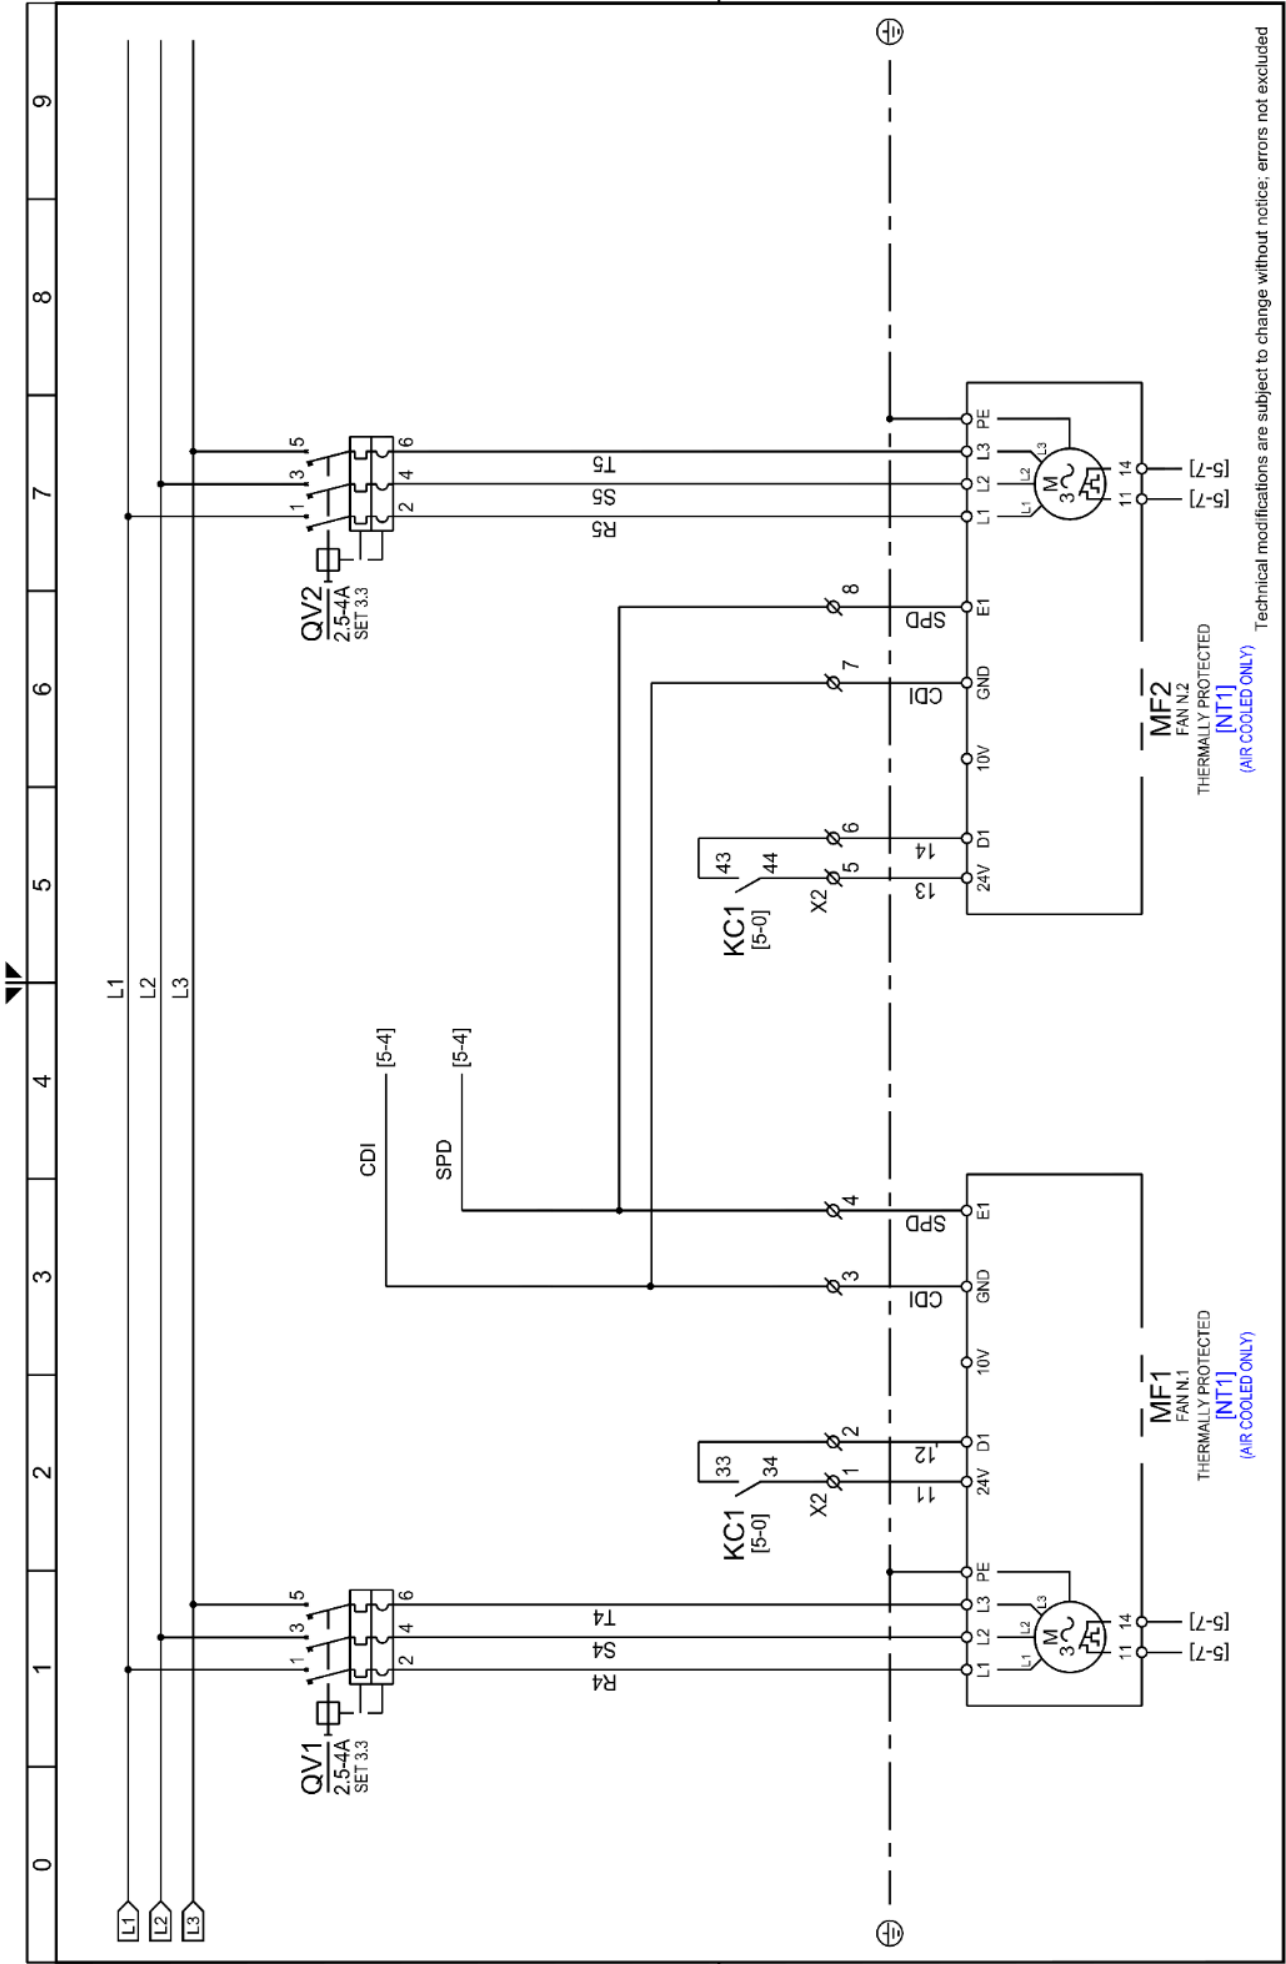 0 1 2 3 4 5 6 7 8 9
L1 L1
L2 L2
L3 L3
QV1
2.5-4A
SET 3.3
1 3 5
2 4 6
R4 S4 T4
QV2
2.5-4A
SET 3.3
1 3 5
2 4 6
R5 S5 T5
CDI [5-4]
SPD [5-4]
KC1
[5-0]
33
34
X2 1 2 3 4
11 12 CDI SPD
KC1
[5-0]
43
44
X2 5 6 7 8
13 14 CDI SPD
L1 L2 L3 PE 24V D1 10V GND E1
L1 L2 L3
M
3
11 14
[5-7] [5-7]
MF1
FAN N.1
THERMALLY PROTECTED
[NT1]
(AIR COOLED ONLY)
24V D1 10V GND E1 L1 L2 L3 PE
L1 L2 L3
M
3
11 14
[5-7] [5-7]
MF2
FAN N.2
THERMALLY PROTECTED
[NT1]
(AIR COOLED ONLY)
Technical modifications are subject to change without notice; errors not excluded